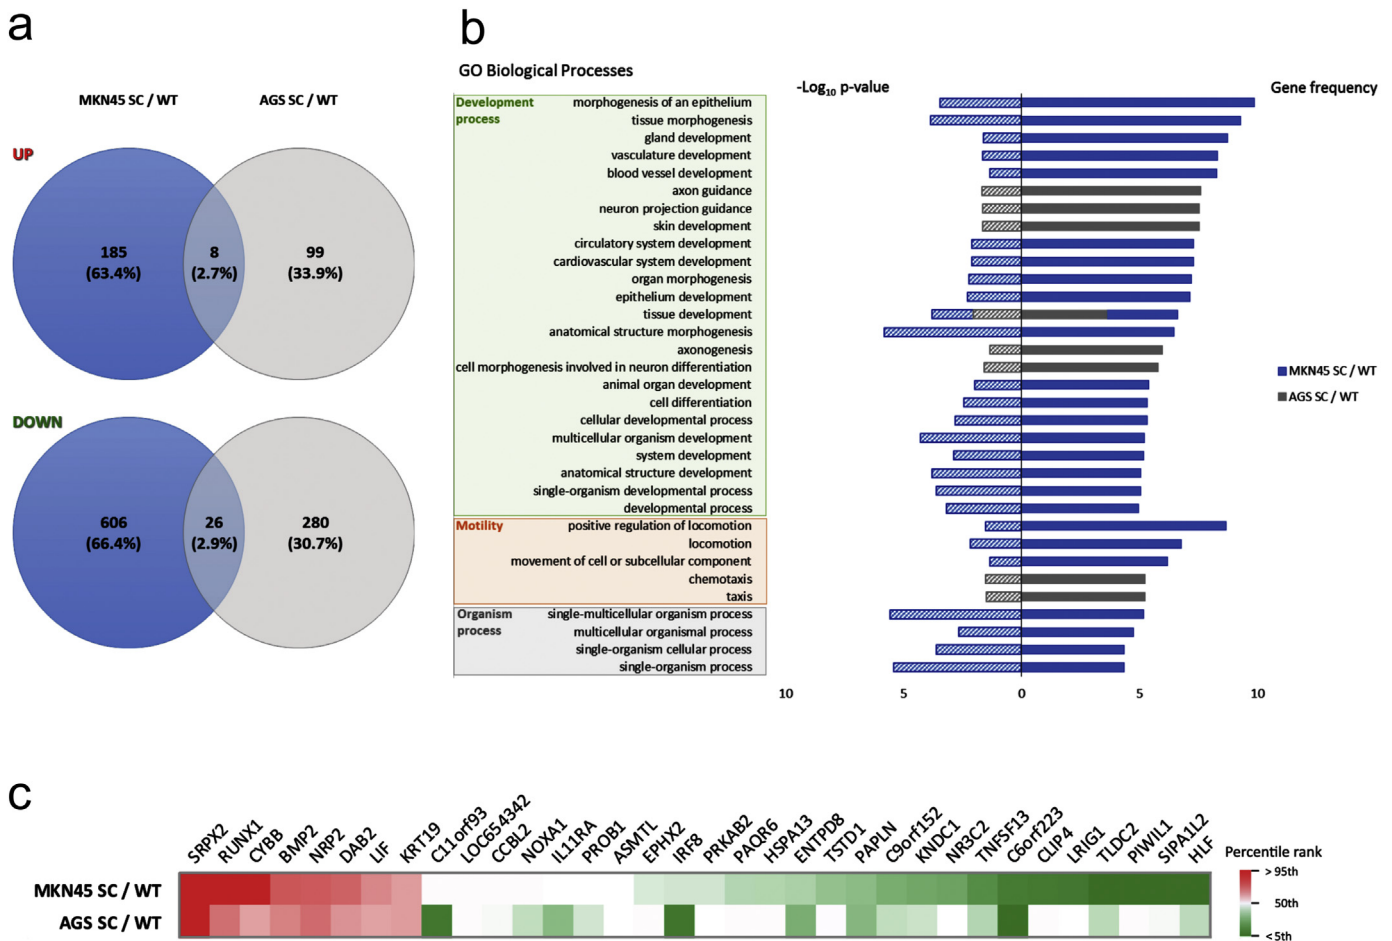 a
b
MKN45 SC / WT
AGS SC / WT
UP
185
(63.4%)
8
(2.7%)
99
(33.9%)
DOWN
606
(66.4%)
26
(2.9%)
280
(30.7%)
GO Biological Processes
-Log10 p-value
Gene frequency
Development process
morphogenesis of an epithelium
tissue morphogenesis
gland development
vasculature development
blood vessel development
axon guidance
neuron projection guidance
skin development
circulatory system development
cardiovascular system development
organ morphogenesis
epithelium development
tissue development
anatomical structure morphogenesis
axonogenesis
cell morphogenesis involved in neuron differentiation
animal organ development
cell differentiation
cellular developmental process
multicellular organism development
system development
anatomical structure development
single-organism developmental process
developmental process
Motility
positive regulation of locomotion
locomotion
movement of cell or subcellular component
chemotaxis
taxis
Organism process
single-multicellular organism process
multicellular organismal process
single-organism cellular process
single-organism process
MKN45 SC / WT
AGS SC / WT
10 5 0 5 10
c
SRPX2
RUNX1
CYBB
BMP2
NRP2
DAB2
LIF
KRT19
C11orf93
LOC654342
CCBL2
NOXA1
IL11RA
PROB1
ASMTL
EPHX2
IRF8
PRKAB2
PAQR6
HSPA13
ENTPD8
TSTD1
PAPLN
C9orf152
KNDC1
NR3C2
TNFSF13
C6orf223
CLIP4
LRIG1
TLDC2
PIWIL1
SIPA1L2
HLF
MKN45 SC / WT
AGS SC / WT
Percentile rank
> 95th
50th
< 5th